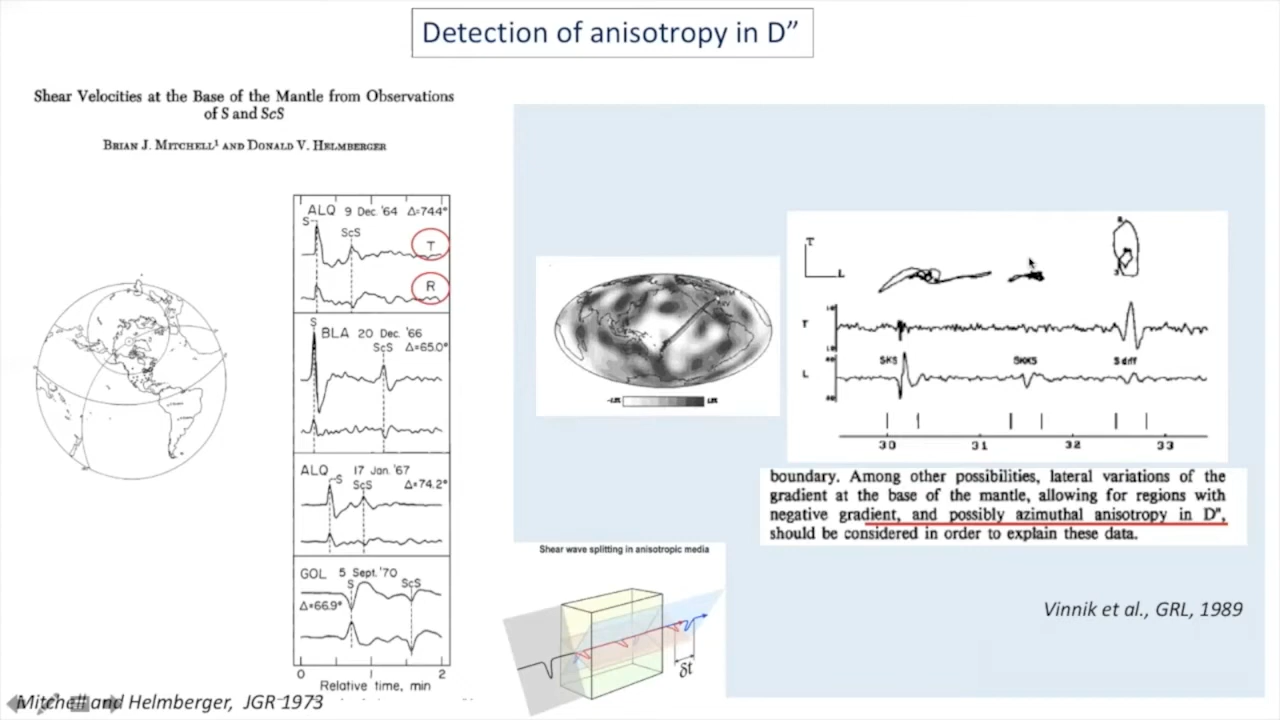 Detection of anisotropy in D”
Shear Velocities at the Base of the Mantle from Observations
of S and ScS
BRIAN J. MITCHELL¹ AND DONALD V. HELMBERGER
ALQ 9 Dec. '64 Δ=74.4°
S
ScS
T
R
S
BLA 20 Dec. '66
ScS Δ=65.0°
ALQ 17 Jan. '67
S ScS Δ=74.2°
GOL 5 Sept. '70
S ScS
Δ=66.9°
0 1 2
Relative time, min
Mitchell and Helmberger, JGR 1973
T
L
T
SKS SKKS S diff
L
30 31 32 33
boundary. Among other possibilities, lateral variations of the
gradient at the base of the mantle, allowing for regions with
negative gradient, and possibly azimuthal anisotropy in D",
should be considered in order to explain these data.
Shear wave splitting in anisotropic media
δt
Vinnik et al., GRL, 1989